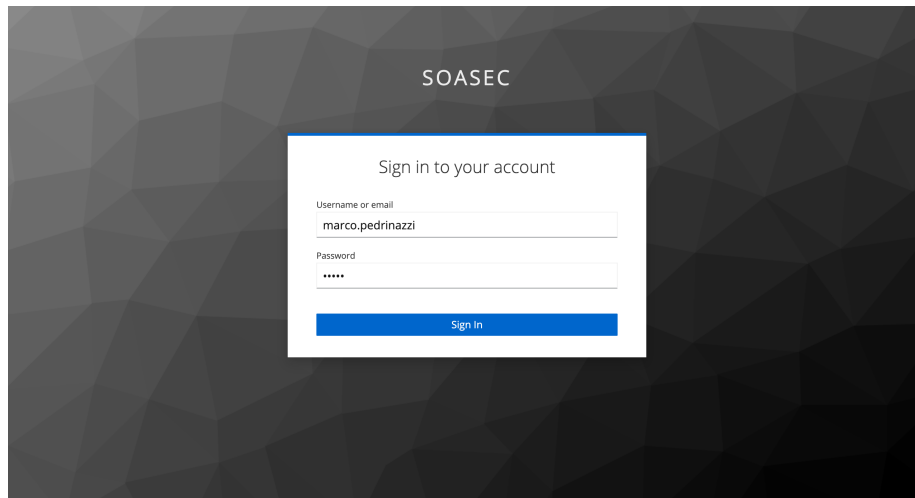 SOASEC
Sign in to your account
Username or email
marco.pedrinazzi
Password
•••••
Sign In